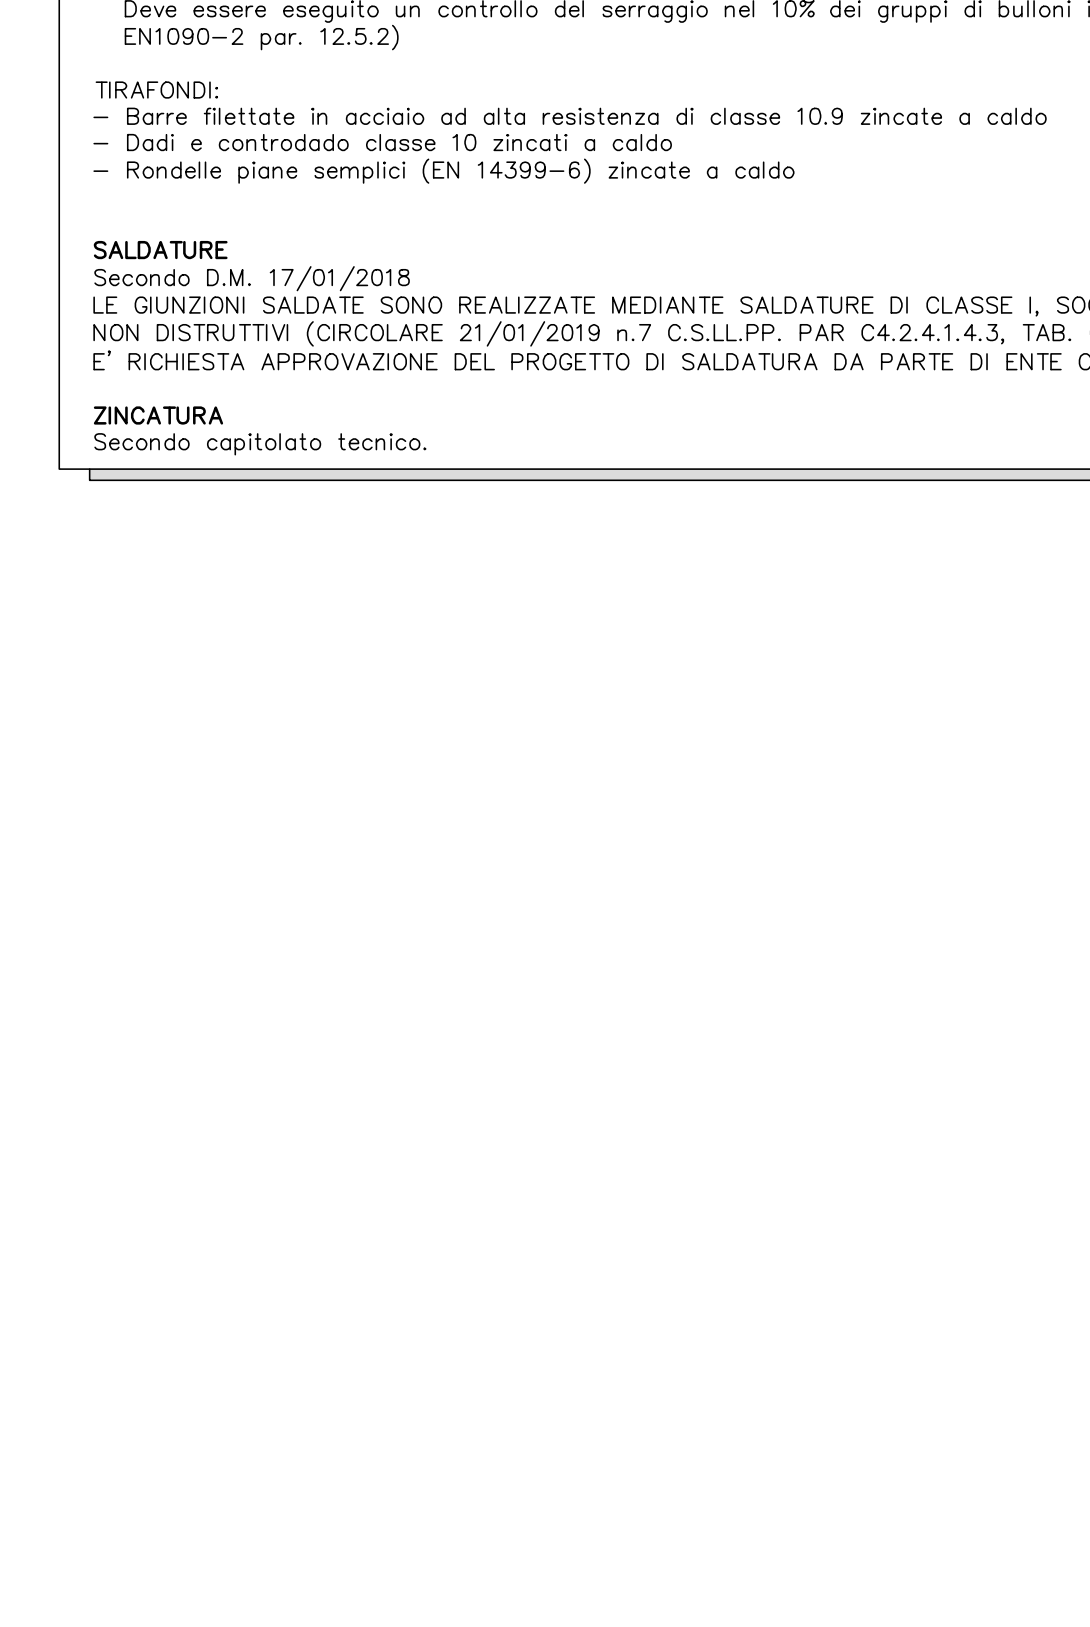 Deve essere eseguito un controllo del serraggio nel 10% dei gruppi di bulloni
EN1090-2 par. 12.5.2)
TIRAFONDI:
- Barre filettate in acciaio ad alta resistenza di classe 10.9 zincate a caldo
- Dadi e controdado classe 10 zincati a caldo
- Rondelle piane semplici (EN 14399-6) zincate a caldo
SALDATURE
Secondo D.M. 17/01/2018
LE GIUNZIONI SALDATE SONO REALIZZATE MEDIANTE SALDATURE DI CLASSE I,
NON DISTRUTTIVI (CIRCOLARE 21/01/2019 n.7 C.S.LL.PP. PAR C4.2.4.1.4.3, TAB.
E' RICHIESTA APPROVAZIONE DEL PROGETTO DI SALDATURA DA PARTE DI ENTE
ZINCATURA
Secondo capitolato tecnico.